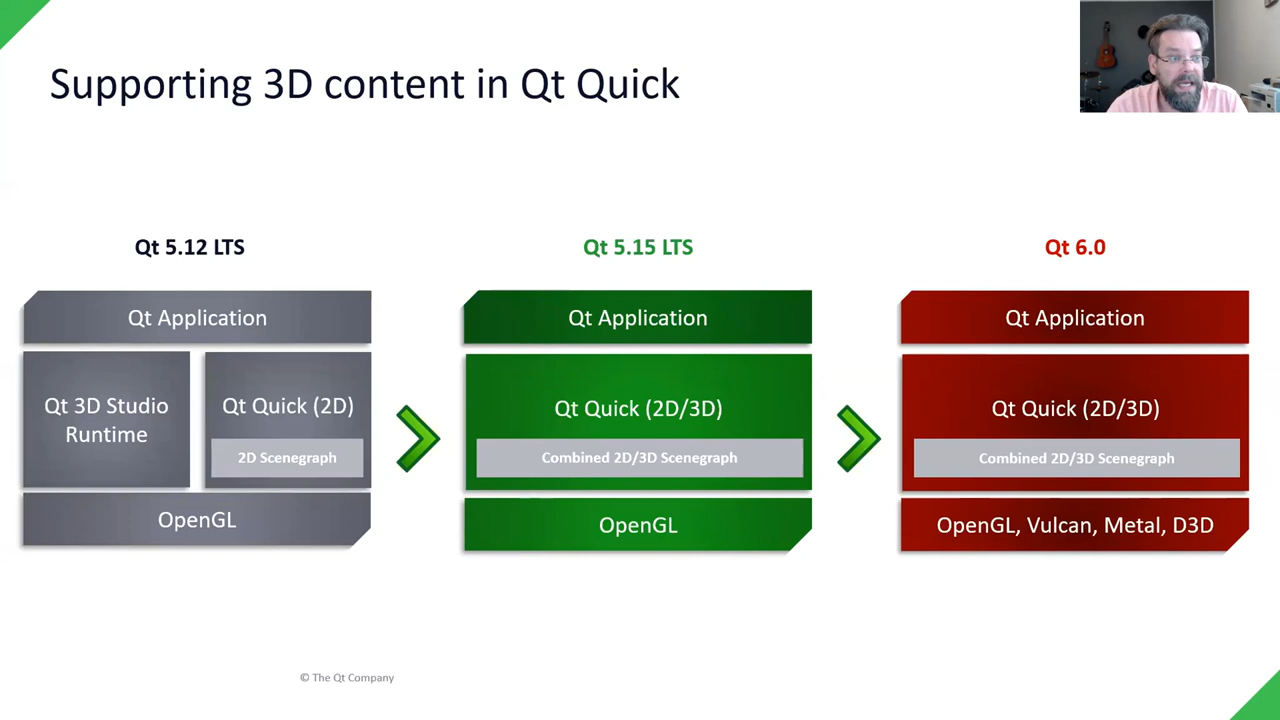 Supporting 3D content in Qt Quick
Qt 5.12 LTS
Qt Application
Qt 3D Studio
Runtime
Qt Quick (2D)
2D Scenegraph
OpenGL
Qt 5.15 LTS
Qt Application
Qt Quick (2D/3D)
Combined 2D/3D Scenegraph
OpenGL
Qt 6.0
Qt Application
Qt Quick (2D/3D)
Combined 2D/3D Scenegraph
OpenGL, Vulcan, Metal, D3D
© The Qt Company